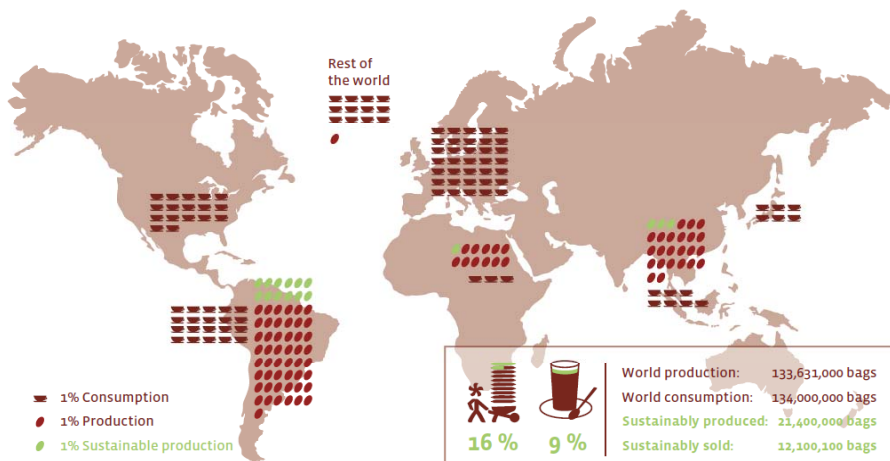 Rest of
the world
1% Consumption
1% Production
1% Sustainable production
16 %
9 %
World production: 133,631,000 bags
World consumption: 134,000,000 bags
Sustainably produced: 21,400,000 bags
Sustainably sold: 12,100,100 bags